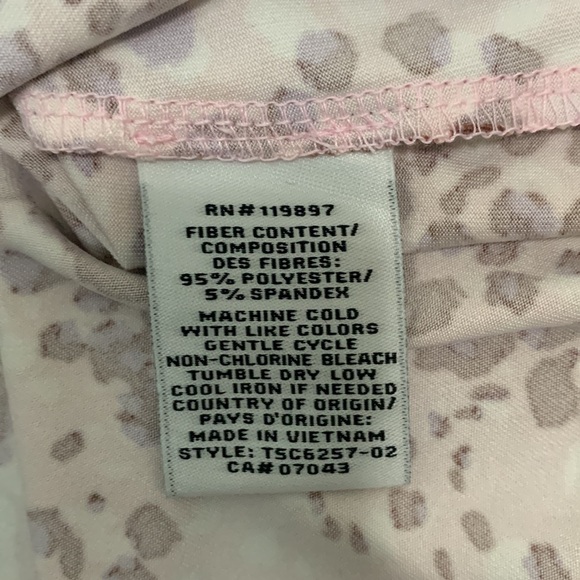 RN# 119897
FIBER CONTENT/
COMPOSITION
DES FIBRES:
95% POLYESTER/
5% SPANDEX
MACHINE COLD
WITH LIKE COLORS
GENTLE CYCLE
NON-CHLORINE BLEACH
TUMBLE DRY LOW
COOL IRON IF NEEDED
COUNTRY OF ORIGIN/
PAYS D'ORIGINE:
MADE IN VIETNAM
STYLE: TSC6257-02
CA# 07043